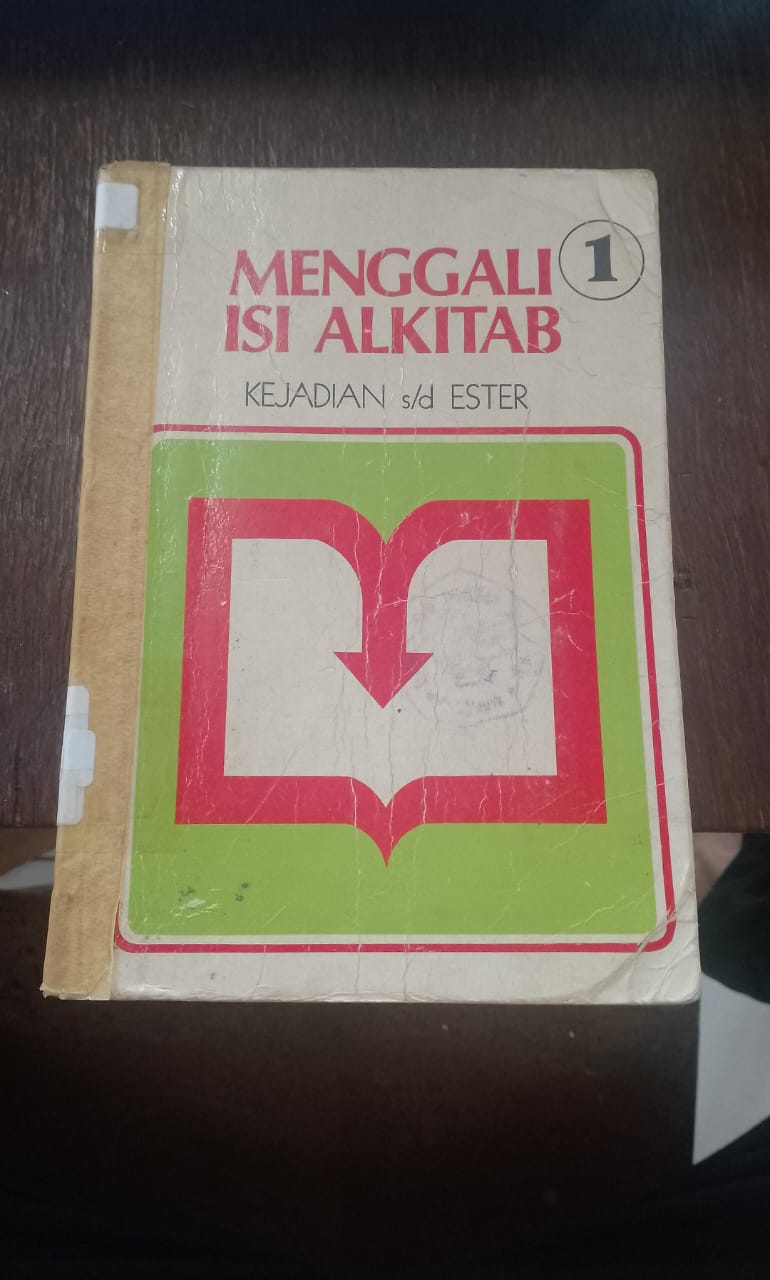 MENGGALI 1
ISI ALKITAB
KEJADIAN s/d ESTER